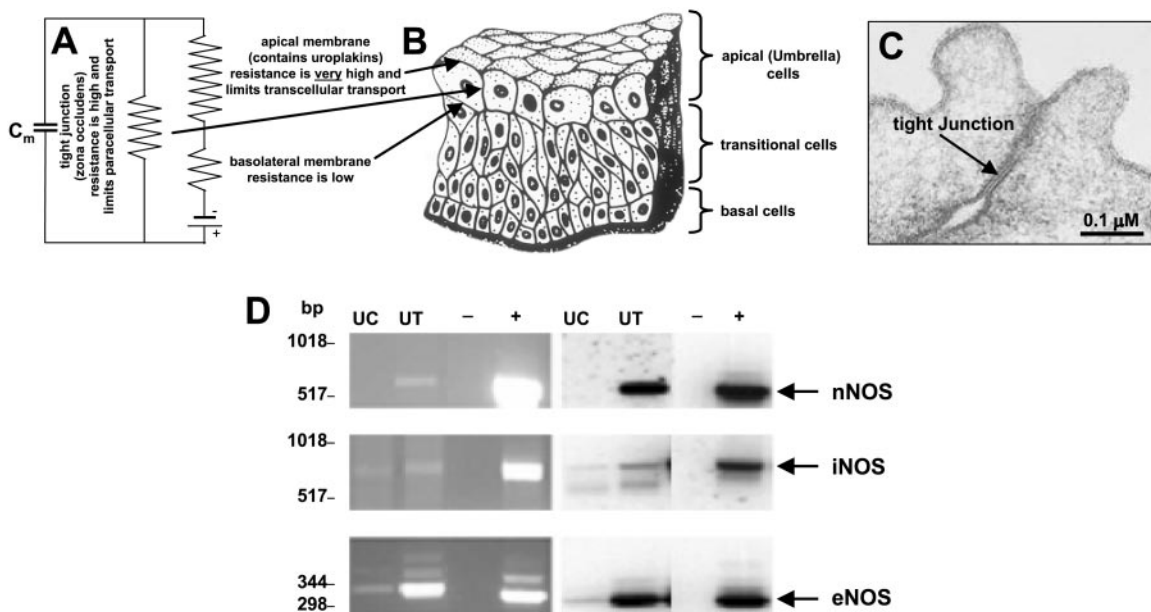 A
C_m
tight junction
(zona occludens)
resistance is high and
limits paracellular transport
-
+
apical membrane
(contains uroplakins)
resistance is very high and
limits transcellular transport
basolateral membrane
resistance is low
B
apical (Umbrella)
cells
transitional cells
basal cells
C
tight Junction
0.1 µM
D
bp
UC UT – + UC UT – +
1018–
517–
nNOS
1018–
517–
iNOS
344–
298–
eNOS